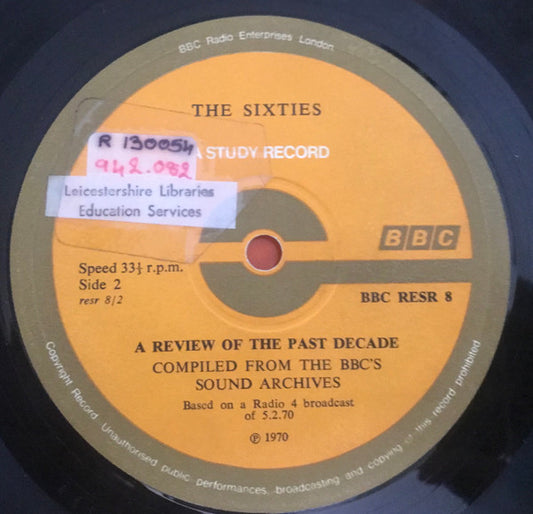 BBC Radio Enterprises London
THE SIXTIES
A STUDY RECORD
R 130054
942.082
Leicestershire Libraries
Education Services
BBC
Speed 33⅓ r.p.m.
Side 2
resr 8/2
BBC RESR 8
A REVIEW OF THE PAST DECADE
COMPILED FROM THE BBC'S
SOUND ARCHIVES
Based on a Radio 4 broadcast
of 5.2.70
℗ 1970
Copyright Record. Unauthorised public performances, broadcasting and copying of this record prohibited